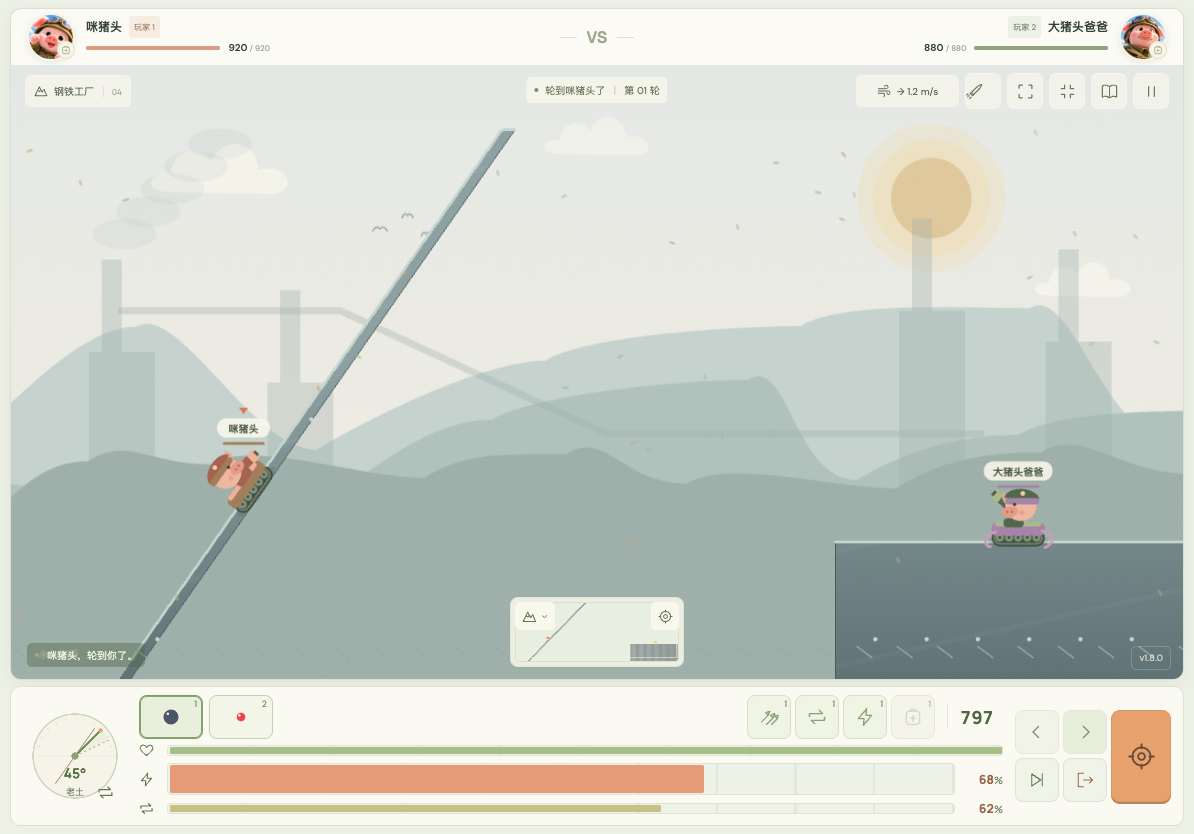 咪猪头 玩家 1
920 / 920
VS
玩家 2 大猪头爸爸
880 / 880
钢铁工厂 04
轮到咪猪头了 第 01 轮
→ 1.2 m/s
咪猪头
大猪头爸爸
咪猪头，轮到你了。
v1.8.0
1
2
1
1
1
1
797
45°
老土
68%
62%